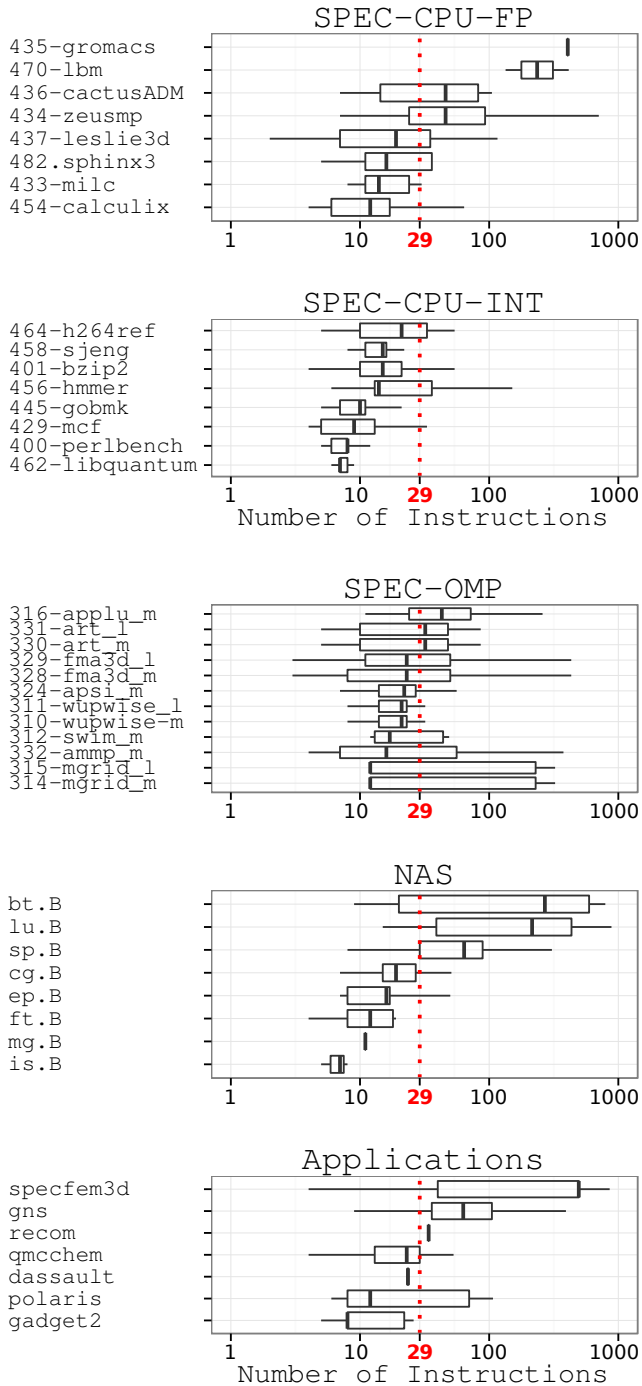 SPEC-CPU-FP
435-gromacs
470-lbm
436-cactusADM
434-zeusmp
437-leslie3d
482.sphinx3
433-milc
454-calculix
1 10 29 100 1000
SPEC-CPU-INT
464-h264ref
458-sjeng
401-bzip2
456-hmmer
445-gobmk
429-mcf
400-perlbench
462-libquantum
1 10 29 100 1000
Number of Instructions
SPEC-OMP
316-applu_m
331-art_l
330-art_m
329-fma3d_l
328-fma3d_m
324-apsi_m
311-wupwise_l
310-wupwise-m
312-swim_m
332-ammp_m
315-mgrid_l
314-mgrid_m
1 10 29 100 1000
NAS
bt.B
lu.B
sp.B
cg.B
ep.B
ft.B
mg.B
is.B
1 10 29 100 1000
Applications
specfem3d
gns
recom
qmcchem
dassault
polaris
gadget2
1 10 29 100 1000
Number of Instructions